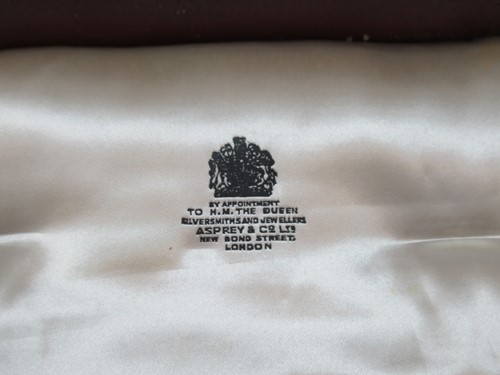 BY APPOINTMENT
TO H.M. THE QUEEN
SILVERSMITHS AND JEWELLERS
ASPREY & Cº LTD
NEW BOND STREET.
LONDON